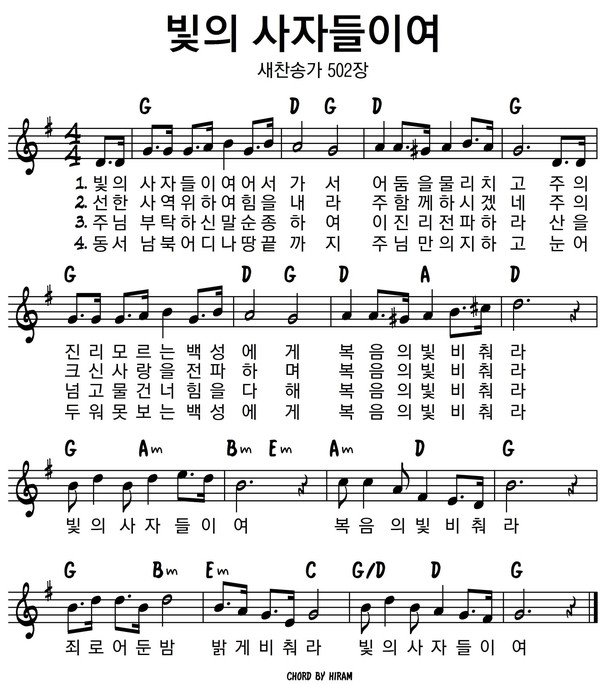 빛의 사자들이여
새찬송가 502장
G D G D G
4/4
1. 빛의 사자들이여어서 가 서 어둠을물리치 고 주의
2. 선한 사역위하여힘을 내 라 주함께하시겠 네 주의
3. 주님 부탁하신말순종 하 여 이진리전파하 라 산을
4. 동서 남북어디나땅끝 까 지 주님만의지하 고 눈어
G D G D A D
진리모르는백성에 게 복음의빛비춰라
크신사랑을전파하 며 복음의빛비춰라
넘고물건너힘을다 해 복음의빛비춰라
두워못보는백성에 게 복음의빛비춰라
G Am Bm Em Am D G
빛의사자들이여 복음의빛비춰라
G Bm Em C G/D D G
죄로어둔밤 밝게비춰라 빛의사자들이여
CHORD BY HIRAM